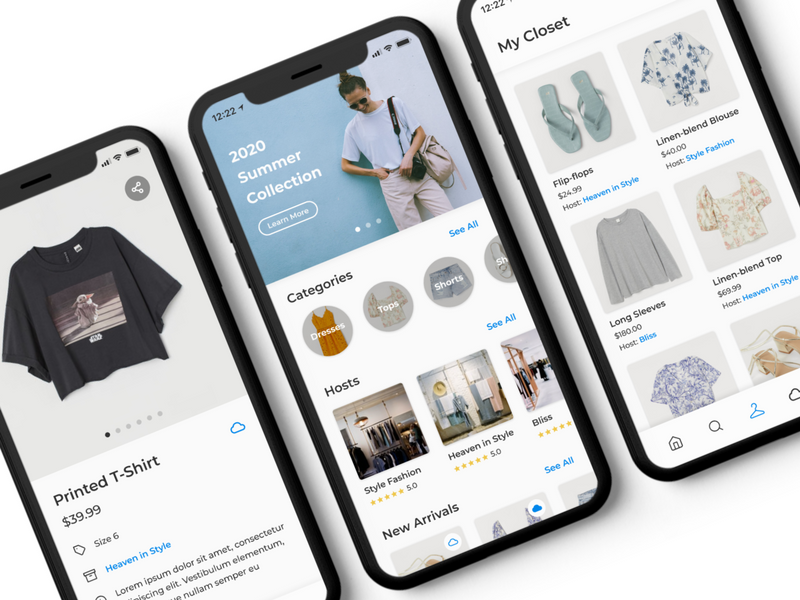 Printed T-Shirt
$39.99
Size 6
Heaven in Style
Lorem ipsum dolor sit amet, consectetur
adipiscing elit. Vestibulum elementum,
nullam semper eu
12:22
2020
Summer
Collection
Learn More
See All
Categories
Dresses
Tops
Shorts
Sh
See All
Hosts
Style Fashion
5.0
Heaven in Style
5.0
Bliss
See All
New Arrivals
12:22
My Closet
Flip-flops
$24.99
Host: Heaven in Style
Linen-blend Blouse
$40.00
Host: Style Fashion
Long Sleeves
$180.00
Host: Bliss
Linen-blend Top
$69.99
Host: Heaven in Style